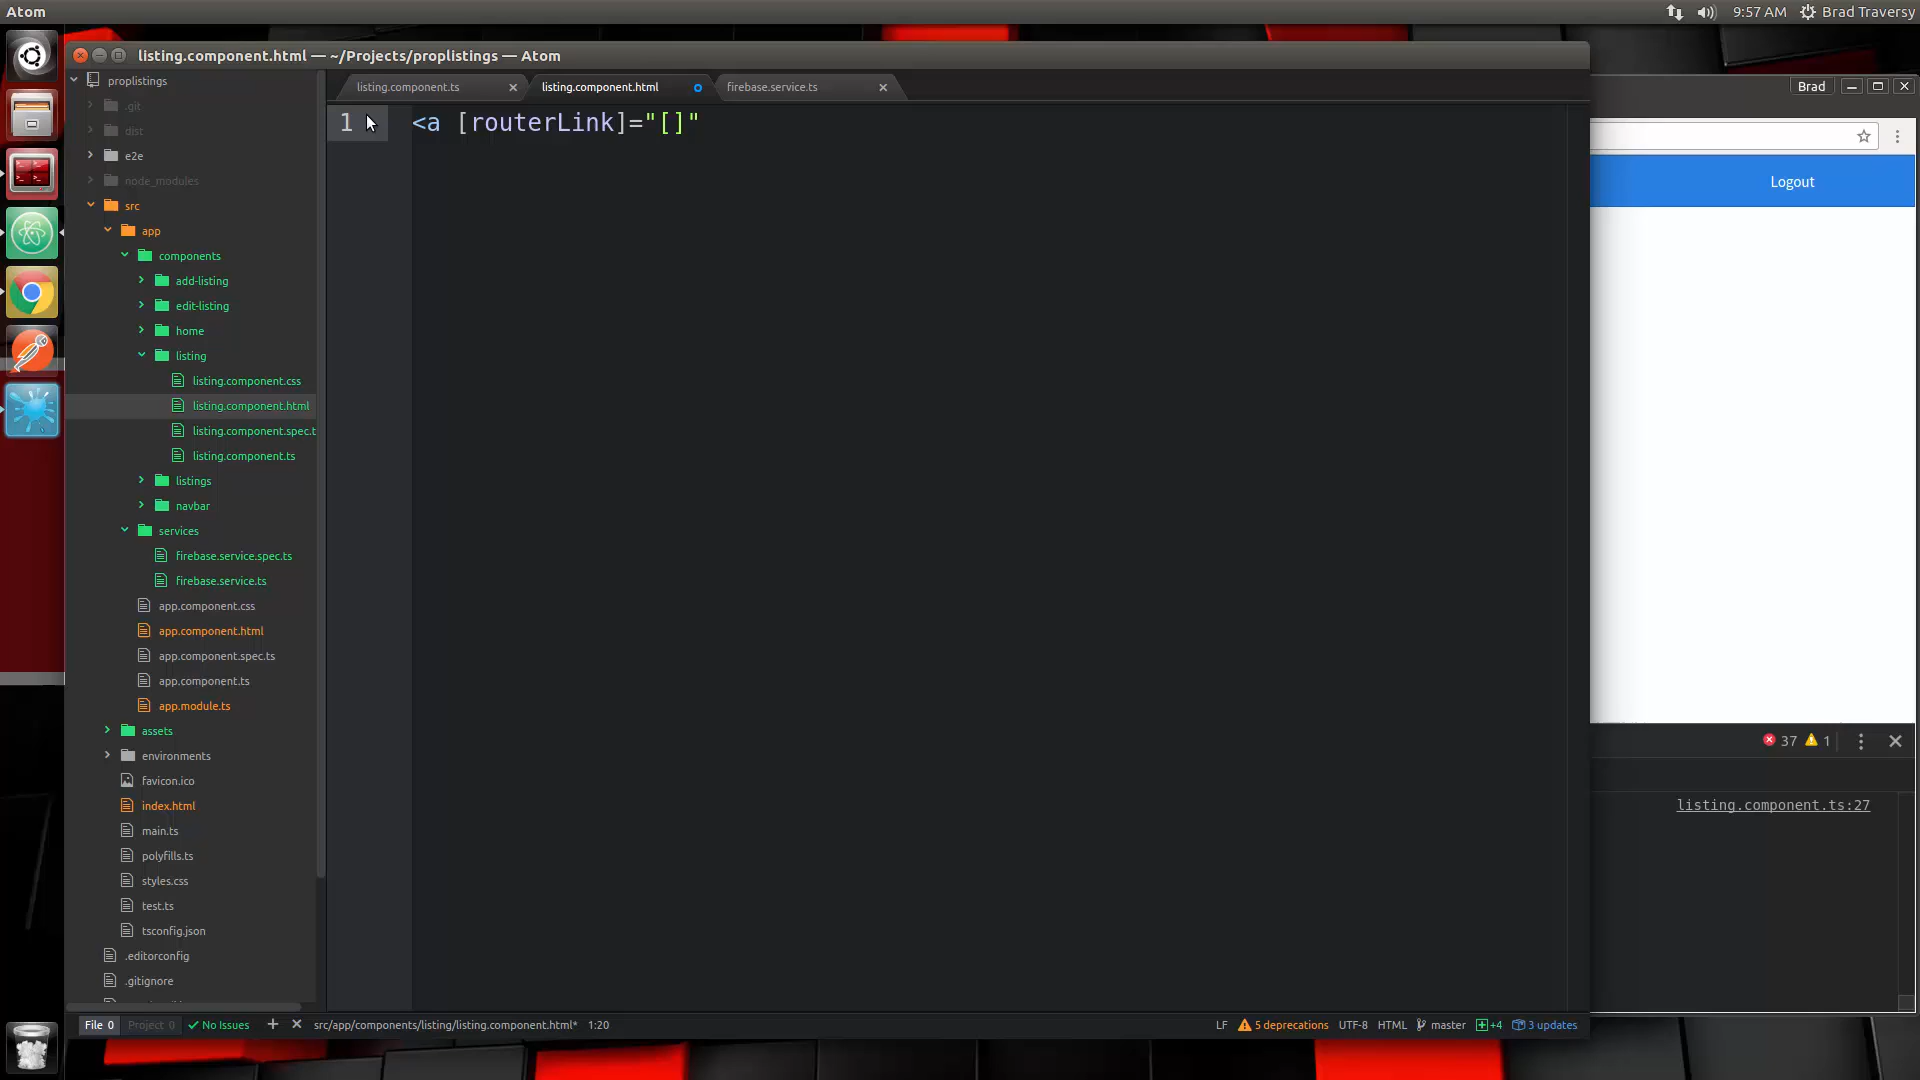 Atom
9:57 AM
Brad Traversy
listing.component.html — ~/Projects/proplistings — Atom
proplistings
.git
dist
e2e
node_modules
src
app
components
add-listing
edit-listing
home
listing
listing.component.css
listing.component.html
listing.component.spec.t
listing.component.ts
listings
navbar
services
firebase.service.spec.ts
firebase.service.ts
app.component.css
app.component.html
app.component.spec.ts
app.component.ts
app.module.ts
assets
environments
favicon.ico
index.html
main.ts
polyfills.ts
styles.css
test.ts
tsconfig.json
.editorconfig
.gitignore
listing.component.ts
listing.component.html
firebase.service.ts
1 <a [routerLink]="[]"
Brad
Logout
37 1
listing.component.ts:27
File 0 Project 0 No Issues + src/app/components/listing/listing.component.html* 1:20
LF 5 deprecations UTF-8 HTML master +4 3 updates